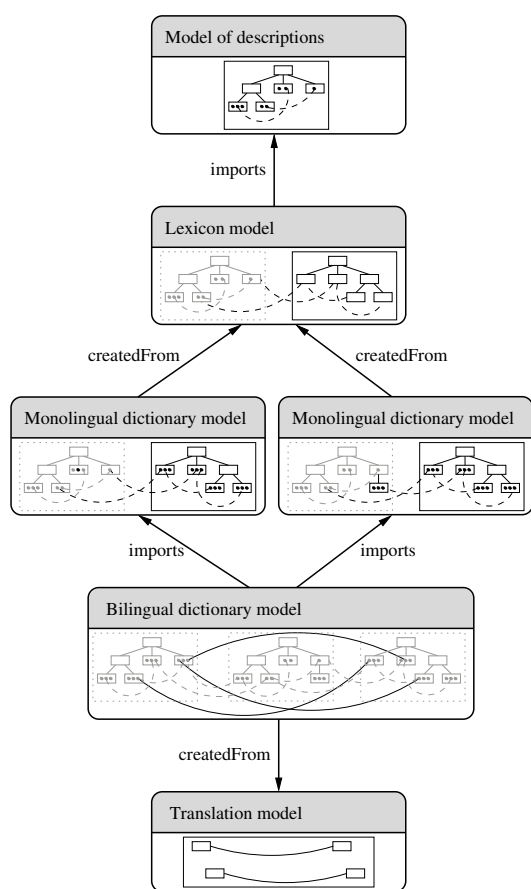 Model of descriptions
imports
Lexicon model
createdFrom
createdFrom
Monolingual dictionary model
Monolingual dictionary model
imports
imports
Bilingual dictionary model
createdFrom
Translation model